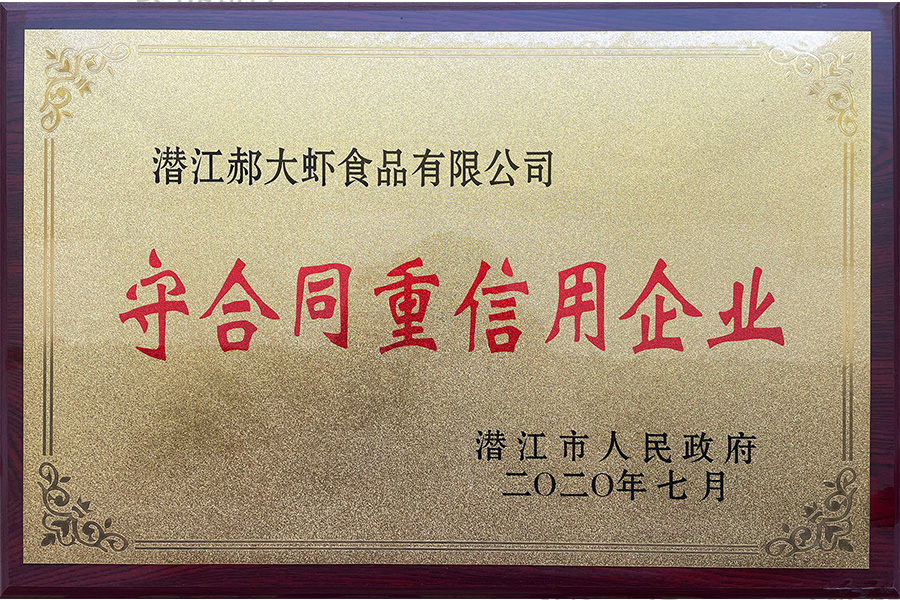 潜江郝大虾食品有限公司
守合同重信用企业
潜江市人民政府
二〇二〇年七月